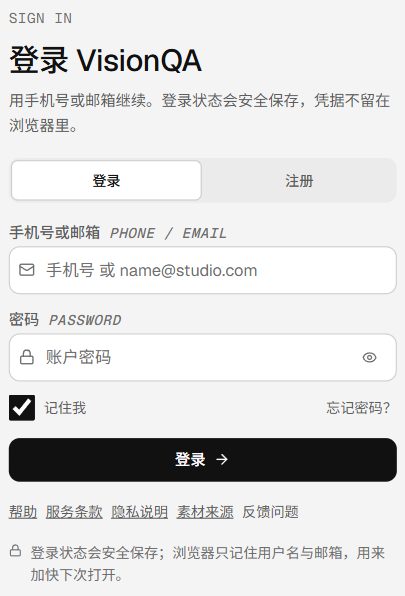 SIGN IN
登录 VisionQA
用手机号或邮箱继续。登录状态会安全保存，凭据不留在
浏览器里。
登录 注册
手机号或邮箱 PHONE / EMAIL
手机号 或 name@studio.com
密码 PASSWORD
账户密码
记住我 忘记密码？
登录 →
帮助 服务条款 隐私说明 素材来源 反馈问题
登录状态会安全保存；浏览器只记住用户名与邮箱，用来
加快下次打开。